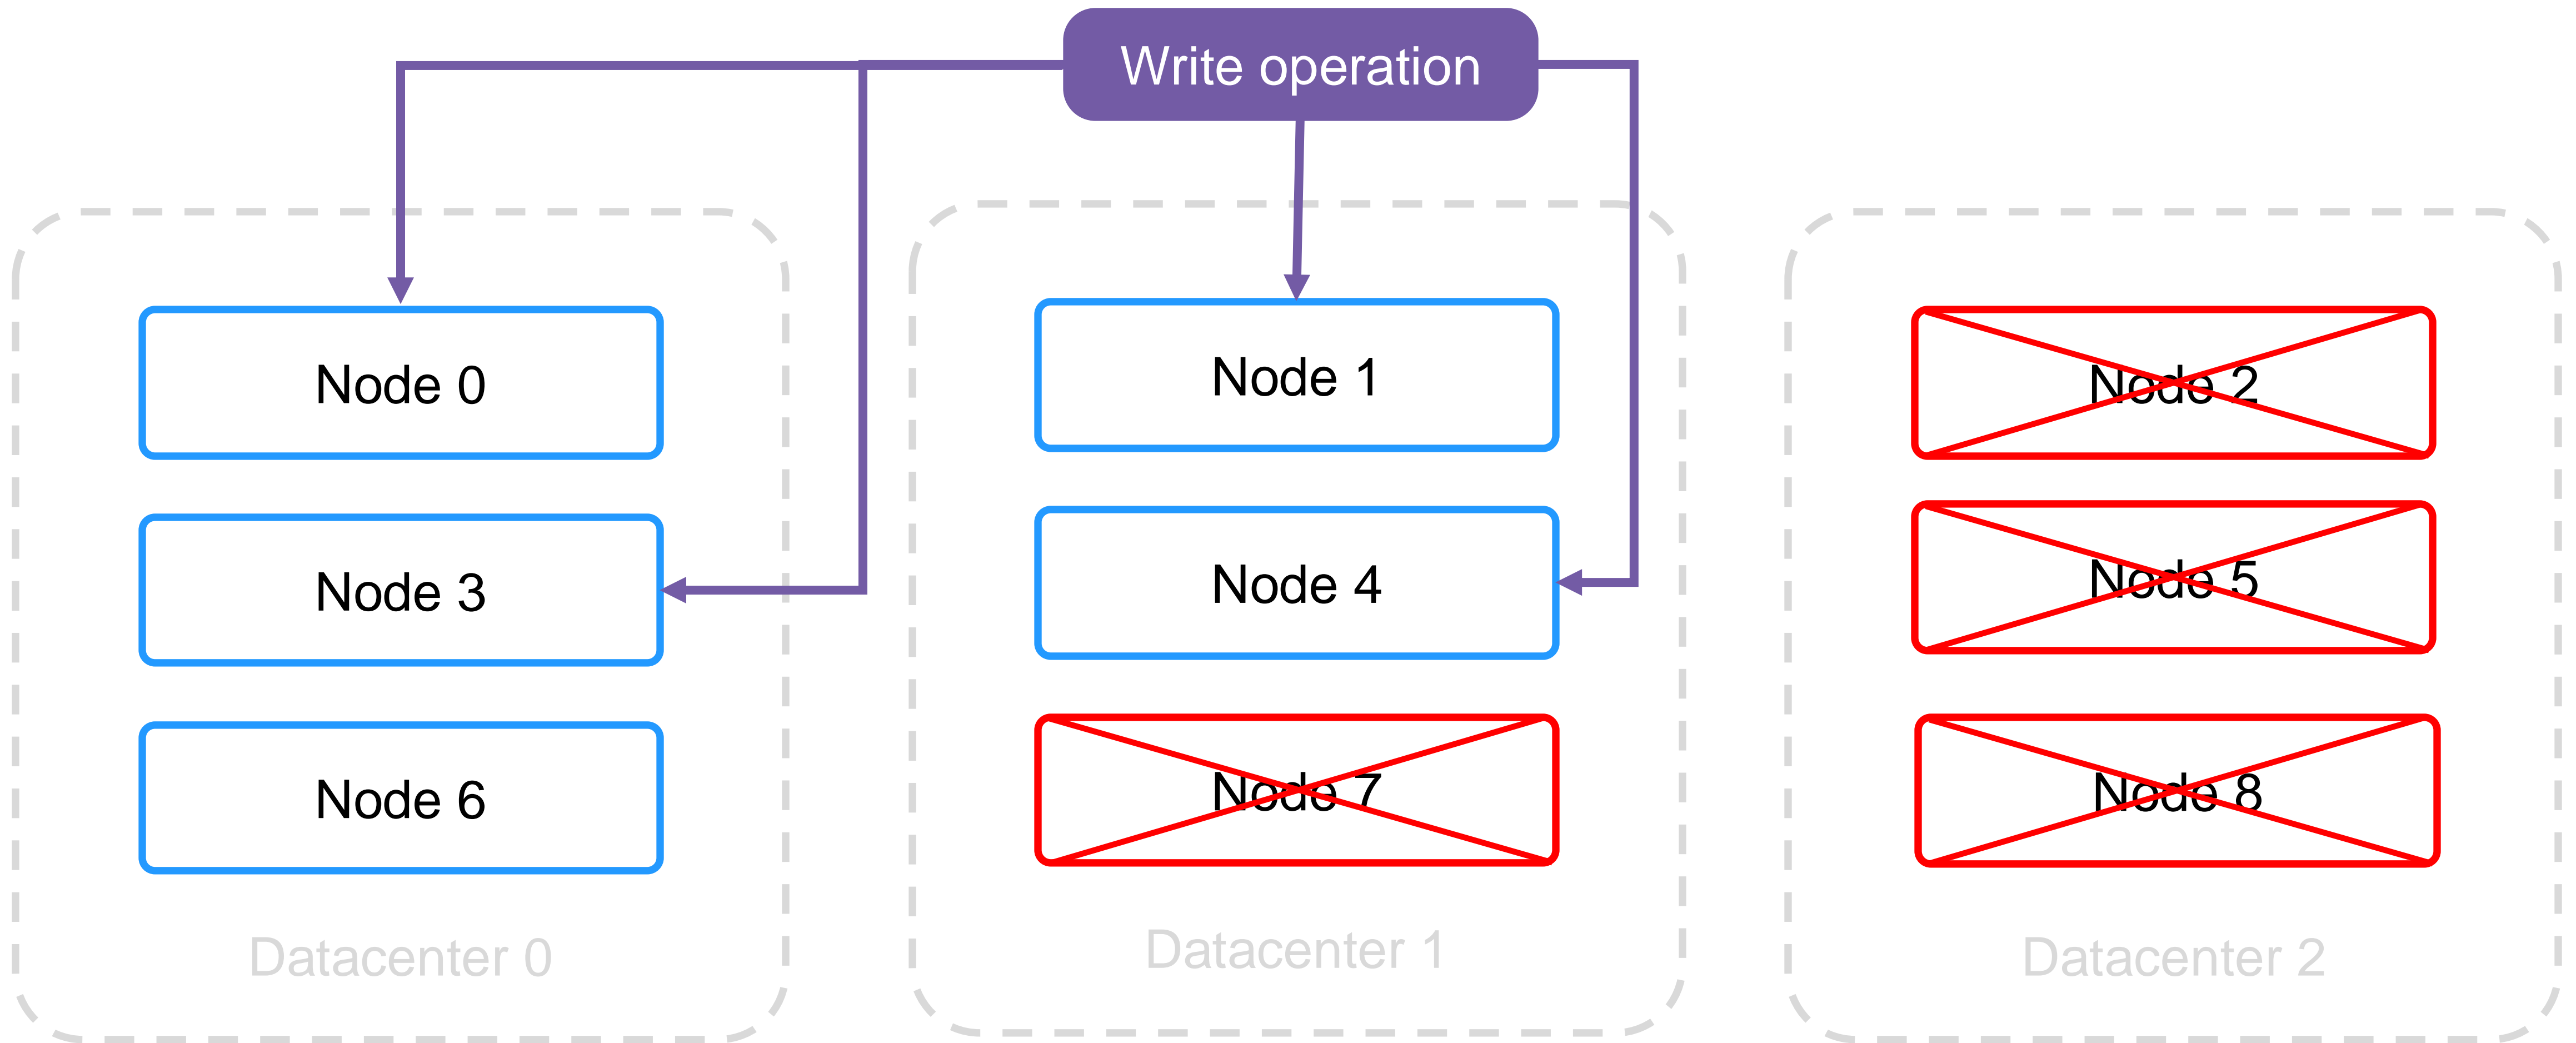 Write operation
Node 0
Node 1
Node 2
Node 3
Node 4
Node 5
Node 6
Node 7
Node 8
Datacenter 0
Datacenter 1
Datacenter 2